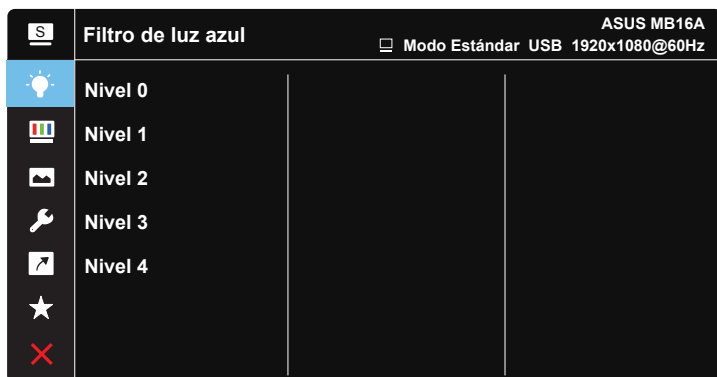 S
Filtro de luz azul
ASUS MB16A
Modo Estándar USB 1920x1080@60Hz
Nivel 0
Nivel 1
Nivel 2
Nivel 3
Nivel 4